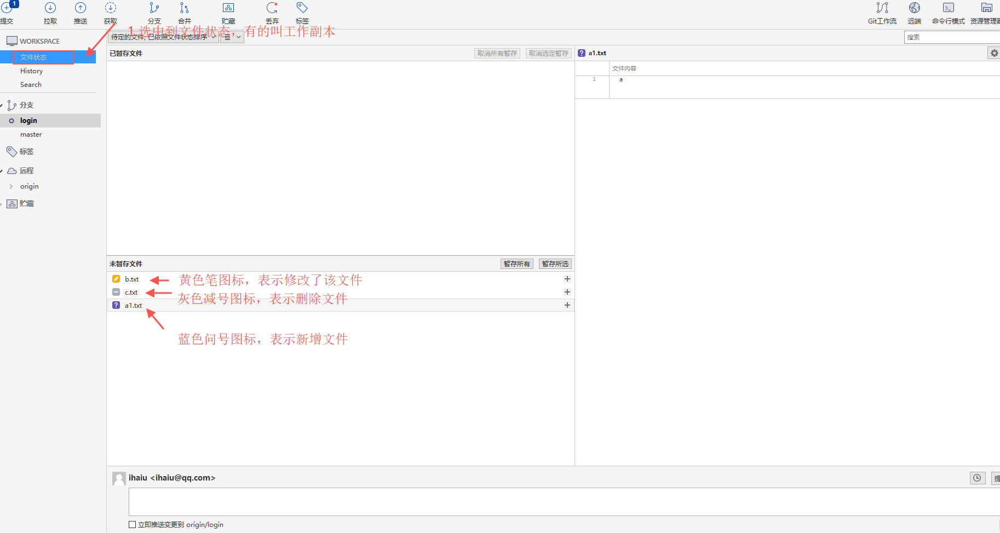 1
提交
拉取
推送
获取
分支
合并
贮藏
丢弃
标签
Git工作流
远端
命令行模式
资源管理器
1.选中到文件状态，有的叫工作副本
待定的文件, 已依照文件状态排序
搜索
WORKSPACE
文件状态
History
Search
分支
login
master
标签
远程
origin
贮藏
已暂存文件
取消所有暂存
取消选定暂存
a1.txt
文件内容
1
a
未暂存文件
暂存所有
暂存所选
b.txt
黄色笔图标，表示修改了该文件
c.txt
灰色减号图标，表示删除文件
a1.txt
蓝色问号图标，表示新增文件
ihaiu <ihaiu@qq.com>
提
立即推送变更到 origin/login